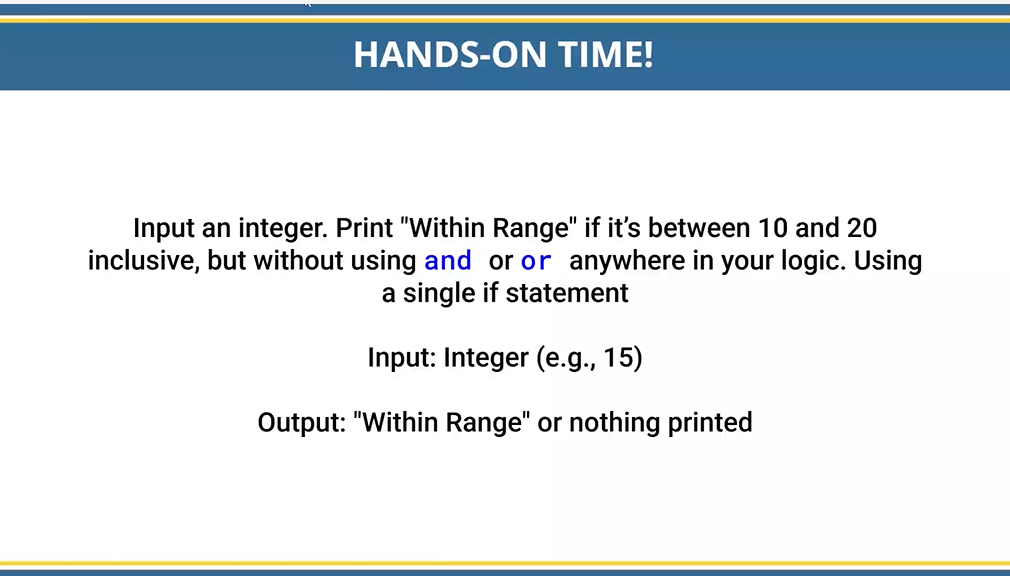 HANDS-ON TIME!
Input an integer. Print "Within Range" if it’s between 10 and 20
inclusive, but without using and or or anywhere in your logic. Using
a single if statement
Input: Integer (e.g., 15)
Output: "Within Range" or nothing printed